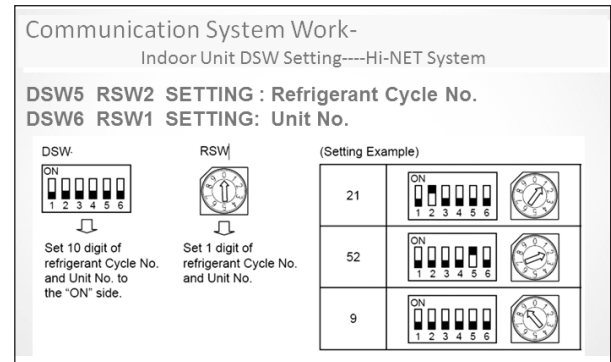 Communication System Work-
Indoor Unit DSW Setting----Hi-NET System
DSW5 RSW2 SETTING : Refrigerant Cycle No.
DSW6 RSW1 SETTING: Unit No.
DSW-
RSW
(Setting Example)
ON
1 2 3 4 5 6
Set 10 digit of
refrigerant Cycle No.
and Unit No. to
the "ON" side.
Set 1 digit of
refrigerant Cycle No.
and Unit No.
21
ON
1 2 3 4 5 6
52
ON
1 2 3 4 5 6
9
ON
1 2 3 4 5 6